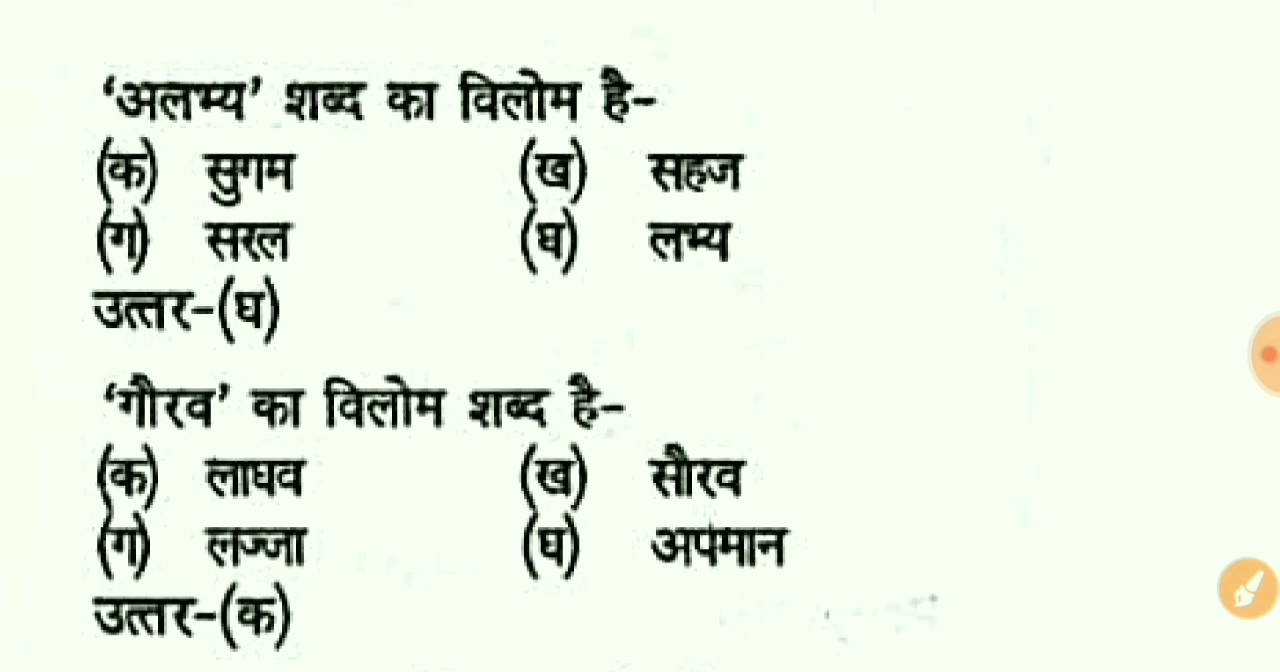 ‘अलभ्य’ शब्द का विलोम है-
(क) सुगम (ख) सहज
(ग) सरल (घ) लभ्य
उत्तर-(घ)
‘गौरव’ का विलोम शब्द है-
(क) लाघव (ख) सौरव
(ग) लज्जा (घ) अपमान
उत्तर-(क)